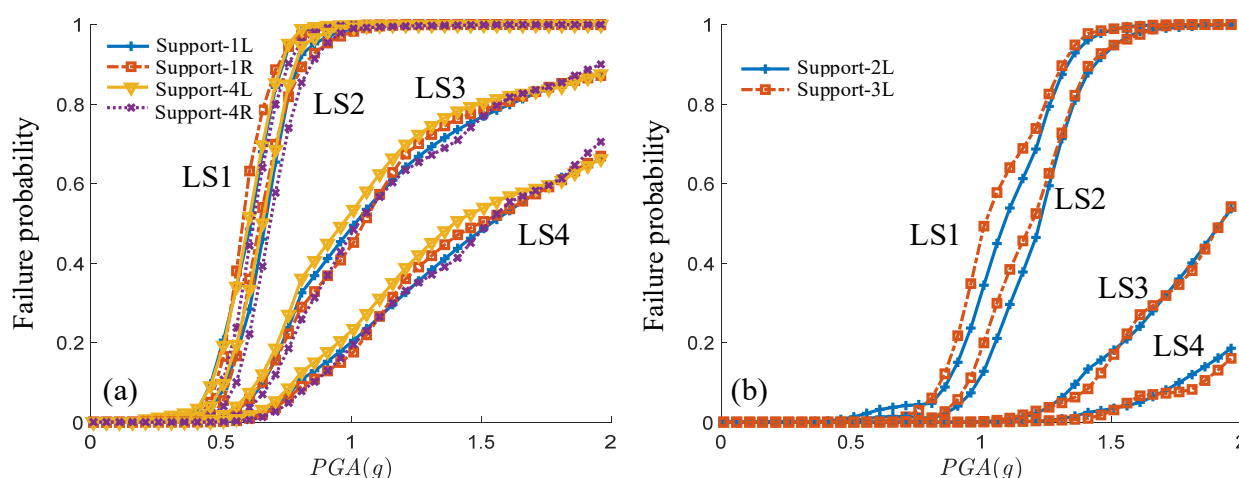 Support-1L
Support-1R
Support-4L
Support-4R
LS1
LS2
LS3
LS4
(a)
Failure probability
1
0.8
0.6
0.4
0.2
0
0 0.5 1 1.5 2
PGA(g)
Support-2L
Support-3L
LS1
LS2
LS3
LS4
(b)
Failure probability
1
0.8
0.6
0.4
0.2
0
0 0.5 1 1.5 2
PGA(g)